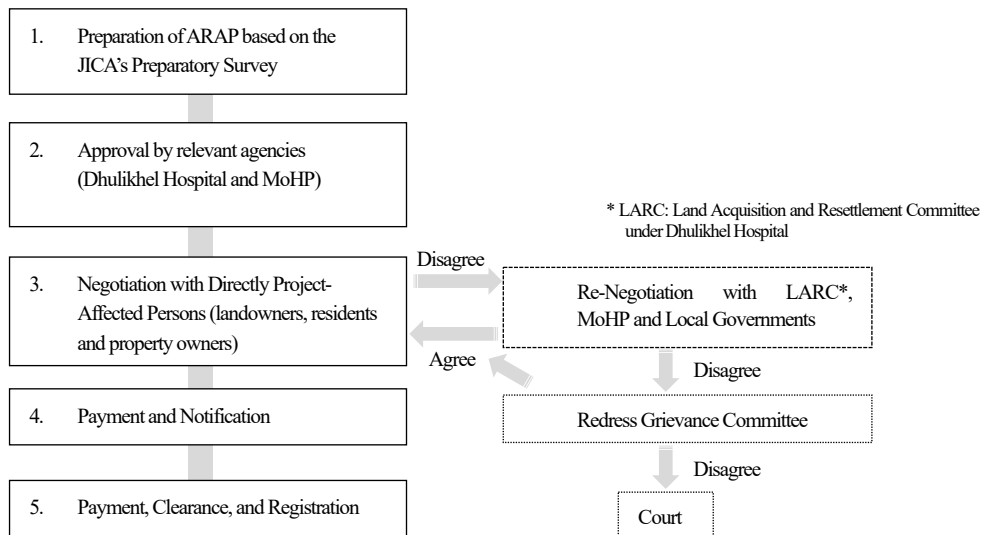 1. Preparation of ARAP based on the
JICA's Preparatory Survey
2. Approval by relevant agencies
(Dhulikhel Hospital and MoHP)
* LARC: Land Acquisition and Resettlement Committee
under Dhulikhel Hospital
3. Negotiation with Directly Project-
Affected Persons (landowners, residents
and property owners)
Disagree
Agree
Re-Negotiation with LARC*,
MoHP and Local Governments
Disagree
4. Payment and Notification
Redress Grievance Committee
Disagree
5. Payment, Clearance, and Registration
Court